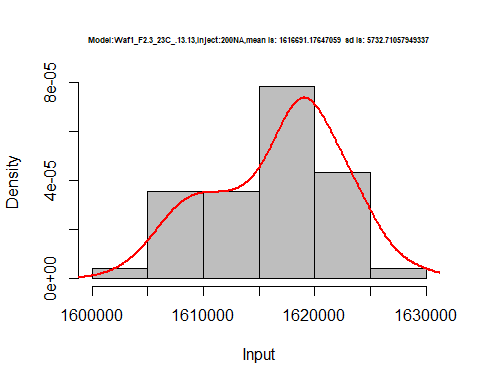 Model:Waf1_F2.3_23C_.13.13,Inject:200NA,mean is: 1616691.17647059  sd is: 5732.71057949337
8e-05
4e-05
0e+00
Density
1600000 1610000 1620000 1630000
Input